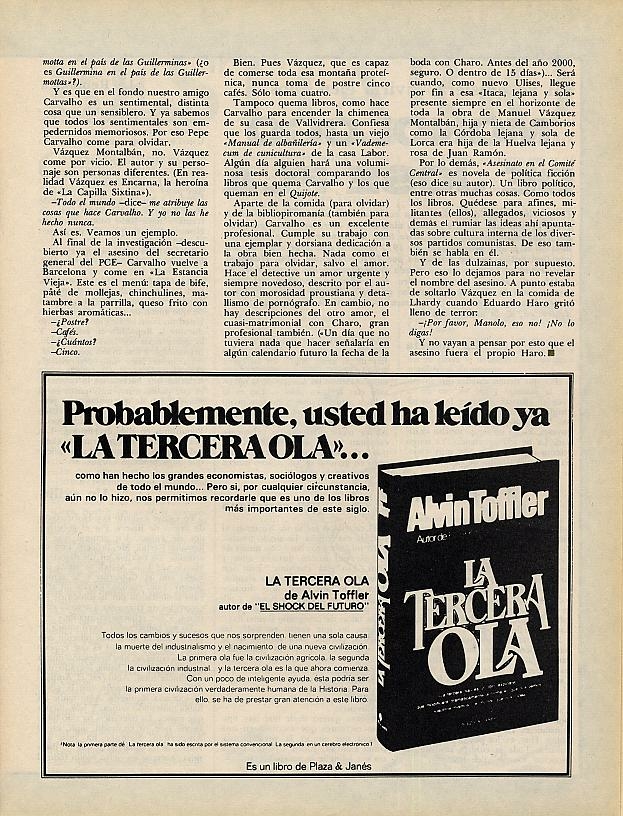 motta en el país de las Guillerminas» (¿o
es Guillermina en el país de las Guiller-
mottas»?).
Y es que en el fondo nuestro amigo
Carvalho es un sentimental, distinta
cosa que un sensiblero. Y ya sabemos
que todos los sentimentales son em-
pedernidos memoriosos. Por eso Pepe
Carvalho come para olvidar.
Vázquez Montalbán, no. Vázquez
come por vicio. El autor y su perso-
naje son personas diferentes. (En rea-
lidad Vázquez es Encarna, la heroína
de «La Capilla Sixtina»).
–Todo el mundo –dice– me atribuye las
cosas que hace Carvalho. Y yo no las he
hecho nunca.
Así es. Veamos un ejemplo.
Al final de la investigación –descu-
bierto ya el asesino del secretario
general del PCE– Carvalho vuelve a
Barcelona y come en «La Estancia
Vieja». Este es el menú: tapa de bife,
pâté de mollejas, chinchulines, ma-
tambre a la parrilla, queso frito con
hierbas aromáticas...
–¿Postre?
–Cafés.
–¿Cuántos?
–Cinco.
Bien. Pues Vázquez, que es capaz
de comerse toda esa montaña proteí-
nica, nunca toma de postre cinco
cafés. Sólo toma cuatro.
Tampoco quema libros, como hace
Carvalho para encender la chimenea
de su casa de Vallvidrera. Confiesa
que los guarda todos, hasta un viejo
«Manual de albañilería» y un «Vademe-
cum de cunicultura» de la casa Labor.
Algún día alguien hará una volumi-
nosa tesis doctoral comparando los
libros que quema Carvalho y los que
queman en el Quijote.
Aparte de la comida (para olvidar)
y de la bibliopiromanía (también para
olvidar) Carvalho es un excelente
profesional. Cumple su trabajo con
una ejemplar y dorsiana dedicación a
la obra bien hecha. Nada como el
trabajo para olvidar, salvo el amor.
Hace el detective un amor urgente y
siempre novedoso, descrito por el au-
tor con morosidad proustiana y deta-
llismo de pornógrafo. En cambio, no
hay descripciones del otro amor, el
cuasi-matrimonial con Charo, gran
profesional también. («Un día que no
tuviera nada que hacer señalaría en
algún calendario futuro la fecha de la
boda con Charo. Antes del año 2000,
seguro. O dentro de 15 días»)... Será
cuando, como nuevo Ulises, llegue
por fin a esa «Itaca, lejana y sola»
presente siempre en el horizonte de
toda la obra de Manuel Vázquez
Montalbán, hija y nieta de Camborios
como la Córdoba lejana y sola de
Lorca era hija de la Huelva lejana y
rosa de Juan Ramón.
Por lo demás, «Asesinato en el Comité
Central» es novela de política ficción
(eso dice su autor). Un libro político,
entre otras muchas cosas. Como todos
los libros. Quédese para afines, mi-
litantes (ellos), allegados, viciosos y
demás el rumiar las ideas ahí apunta-
das sobre cultura interna de los diver-
sos partidos comunistas. De eso tam-
bién se habla en él.
Y de las dulzainas, por supuesto.
Pero eso lo dejamos para no revelar
el nombre del asesino. A punto estaba
de soltarlo Vázquez en la comida de
Lhardy cuando Eduardo Haro gritó
lleno de terror:
–¡Por favor, Manolo, eso no! ¡No lo
digas!
Y no vayan a pensar por esto que el
asesino fuera el propio Haro.
Probablemente, usted ha leído ya
«LA TERCERA OLA»...
como han hecho los grandes economistas, sociólogos y creativos
de todo el mundo... Pero si, por cualquier circunstancia,
aún no lo hizo, nos permitimos recordarle que es uno de los libros
más importantes de este siglo.
LA TERCERA OLA
de Alvin Toffler
autor de "EL SHOCK DEL FUTURO"
Todos los cambios y sucesos que nos sorprenden, tienen una sola causa:
la muerte del industrialismo y el nacimiento de una nueva civilización.
La primera ola fue la civilización agrícola, la segunda
la civilización industrial... y la tercera ola es la que ahora comienza.
Con un poco de inteligente ayuda, esta podría ser
la primera civilización verdaderamente humana de la Historia. Para
ello, se ha de prestar gran atención a este libro.
(Nota: la primera parte de La tercera ola ha sido escrita por el sistema convencional. La segunda en un cerebro electrónico)
Es un libro de Plaza & Janés
Alvin Toffler
Autor de
LA
TERCERA
OLA
LA TERCERA OLA